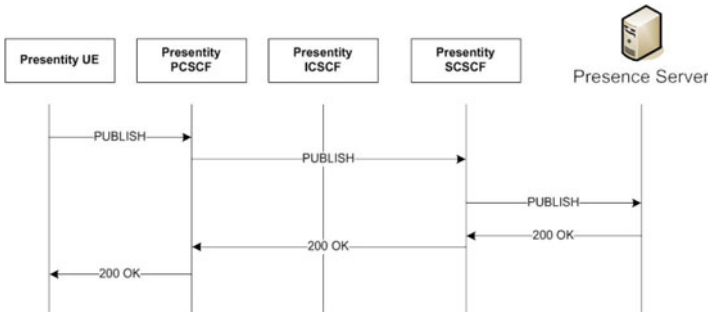 Presentity UE
Presentity
PCSCF
Presentity
ICSCF
Presentity
SCSCF
Presence Server
PUBLISH
PUBLISH
PUBLISH
200 OK
200 OK
200 OK